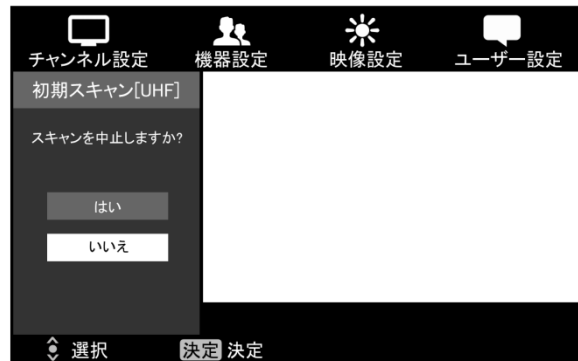 チャンネル設定 機器設定 映像設定 ユーザー設定
初期スキャン[UHF]
スキャンを中止しますか?
はい
いいえ
選択 決定 決定